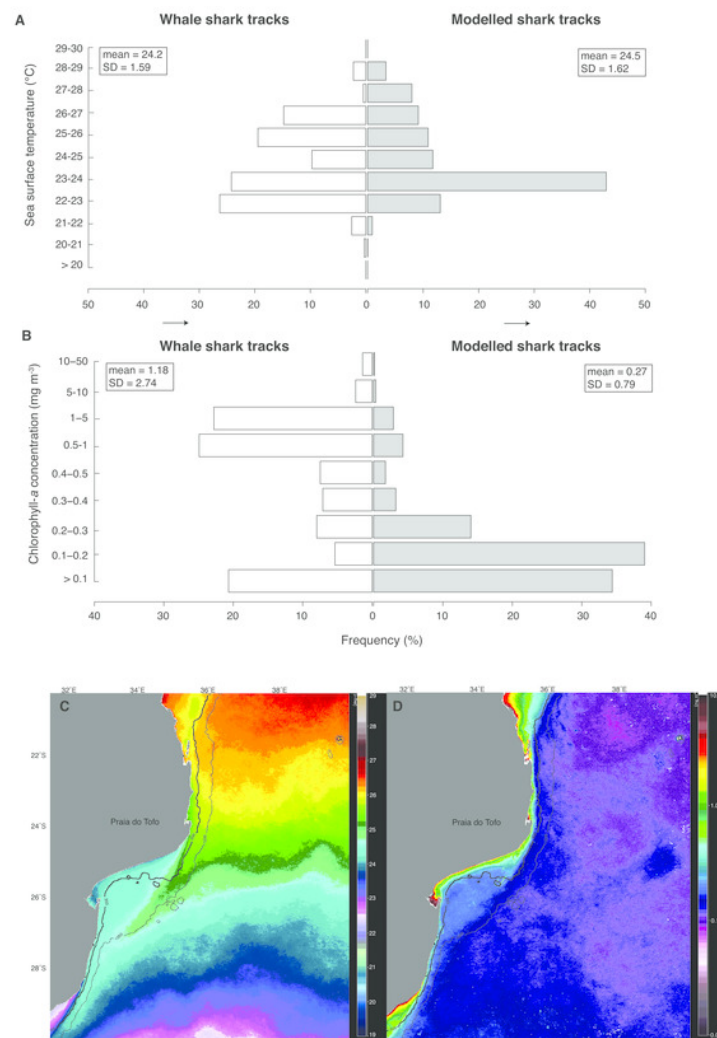 A
Whale shark tracks
Modelled shark tracks
mean = 24.2
SD = 1.59
mean = 24.5
SD = 1.62
Sea surface temperature (°C)
29-30
28-29
27-28
26-27
25-26
24-25
23-24
22-23
21-22
20-21
> 20
50 40 30 20 10 0 10 20 30 40 50
B
Whale shark tracks
Modelled shark tracks
mean = 1.18
SD = 2.74
mean = 0.27
SD = 0.79
Chlorophyll-a concentration (mg m-3)
10–50
5-10
1–5
0.5-1
0.4–0.5
0.3–0.4
0.2–0.3
0.1–0.2
> 0.1
40 30 20 10 0 10 20 30 40
Frequency (%)
32°E 34°E 36°E 38°E
C
22°S
24°S
26°S
28°S
Praia do Tofo
29
28
27
26
25
24
23
22
21
20
19
32°E 34°E 36°E 38°E
D
Praia do Tofo